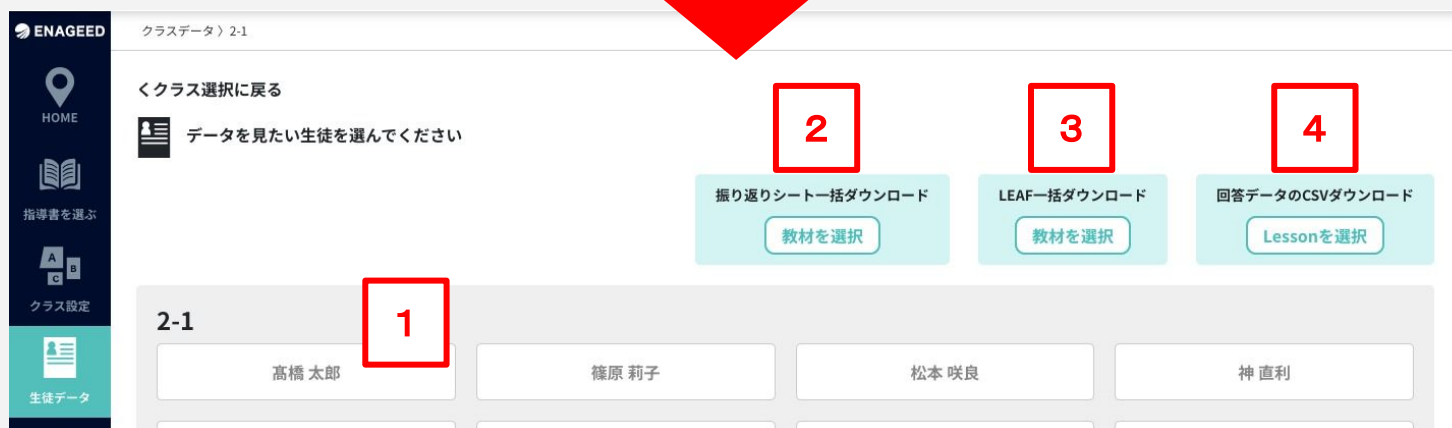 ENAGEED
クラスデータ 〉 2-1
HOME
指導書を選ぶ
A
B
C
クラス設定
生徒データ
くクラス選択に戻る
データを見たい生徒を選んでください
2
3
4
振り返りシート一括ダウンロード
教材を選択
LEAF一括ダウンロード
教材を選択
回答データのCSVダウンロード
Lessonを選択
2-1
1
髙橋 太郎
篠原 莉子
松本 咲良
神 直利